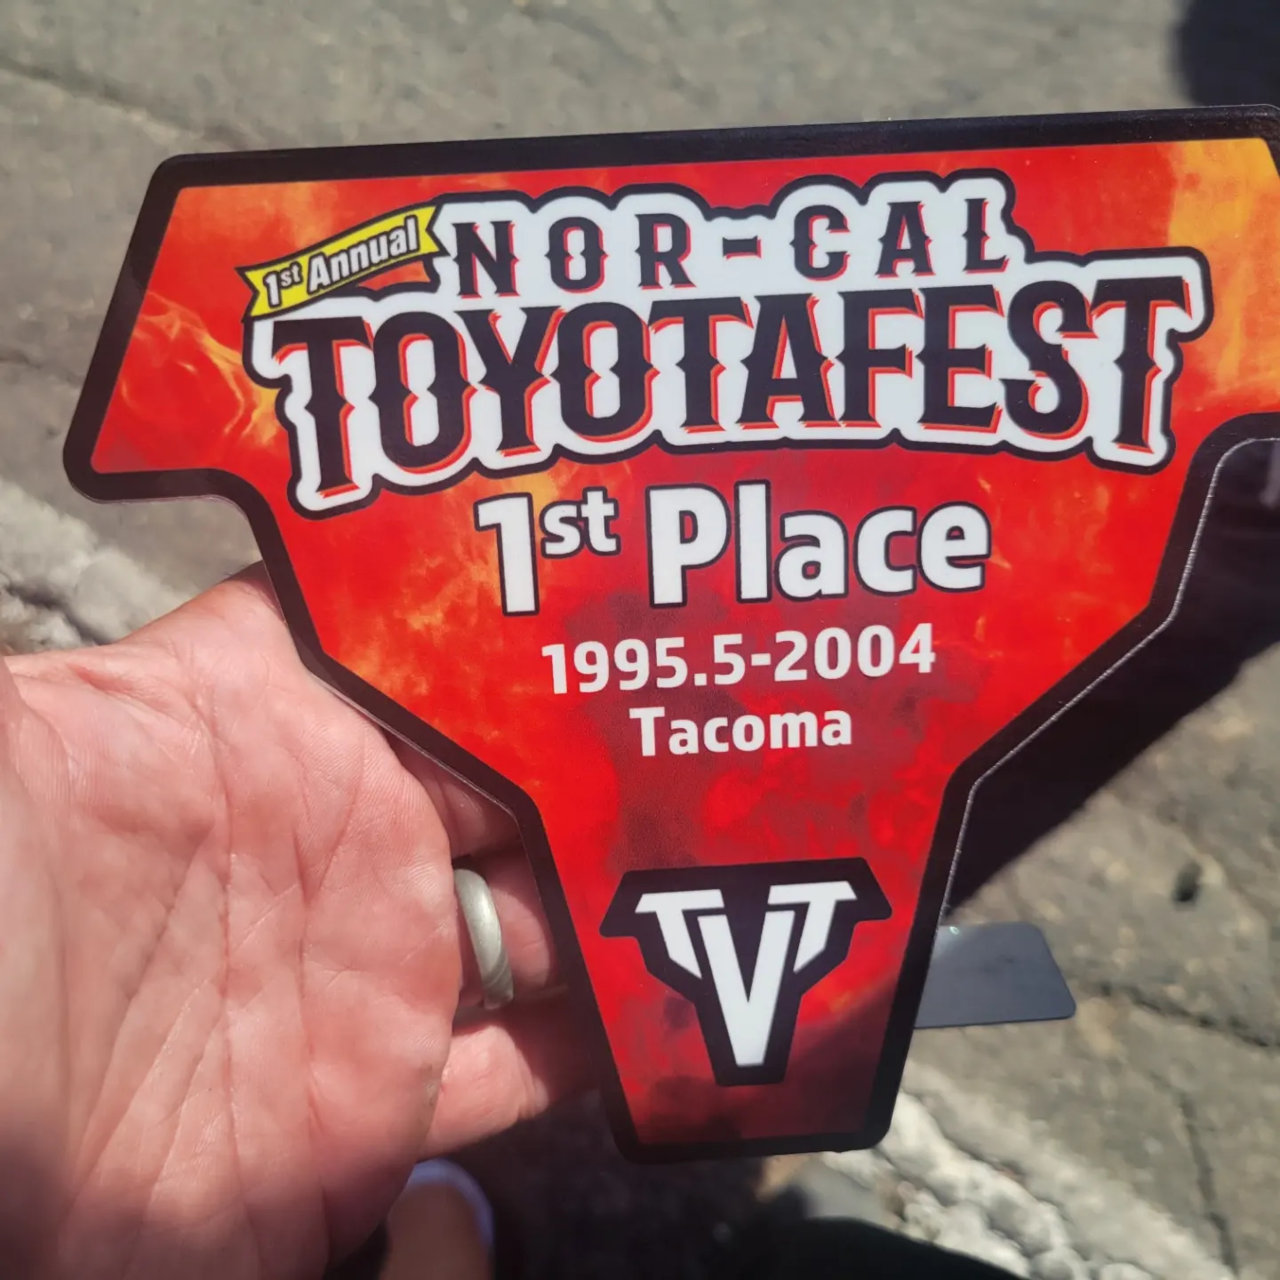 1st Annual
NOR-CAL
TOYOTAFEST
1st Place
1995.5-2004
Tacoma
TVT